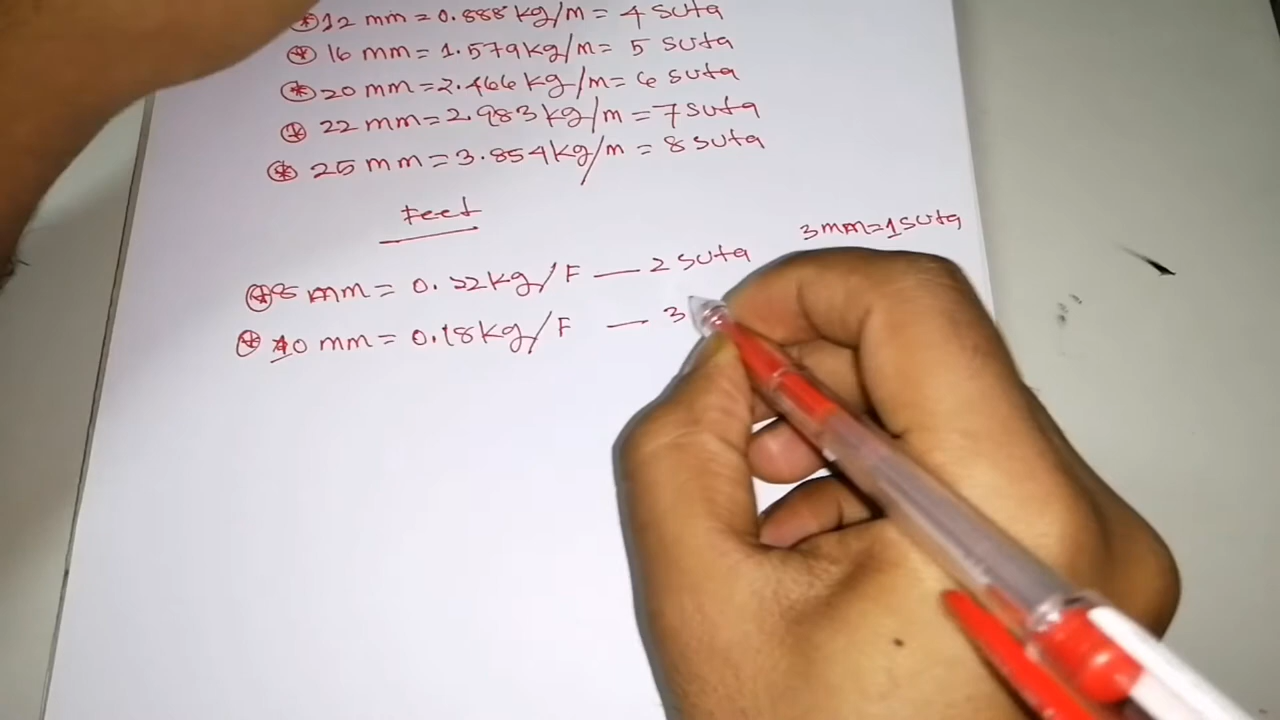 12 mm = 0.888 kg/m = 4 suta
16 mm = 1.579 kg/m = 5 suta
20 mm = 2.466 kg/m = 6 suta
22 mm = 2.983 kg/m = 7 suta
25 mm = 3.854 kg/m = 8 suta
Feet
3 mm = 1 suta
8 mm = 0.22 kg/F — 2 suta
10 mm = 0.18 kg/F — 3